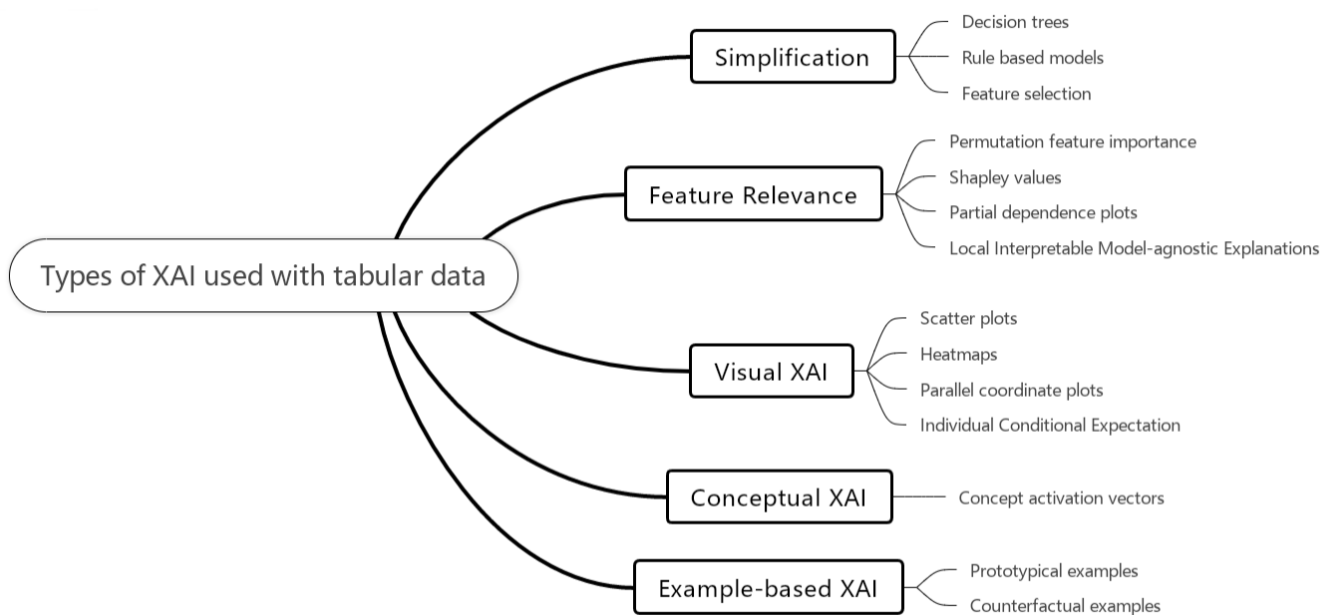 Types of XAI used with tabular data
Simplification
Decision trees
Rule based models
Feature selection
Feature Relevance
Permutation feature importance
Shapley values
Partial dependence plots
Local Interpretable Model-agnostic Explanations
Visual XAI
Scatter plots
Heatmaps
Parallel coordinate plots
Individual Conditional Expectation
Conceptual XAI
Concept activation vectors
Example-based XAI
Prototypical examples
Counterfactual examples